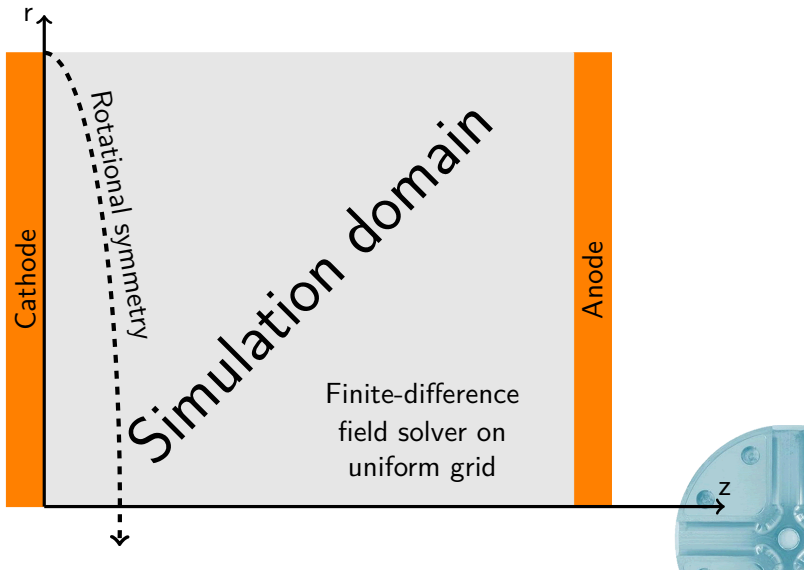 r
Rotational symmetry
Cathode
Simulation domain
Anode
Finite-difference
field solver on
uniform grid
z